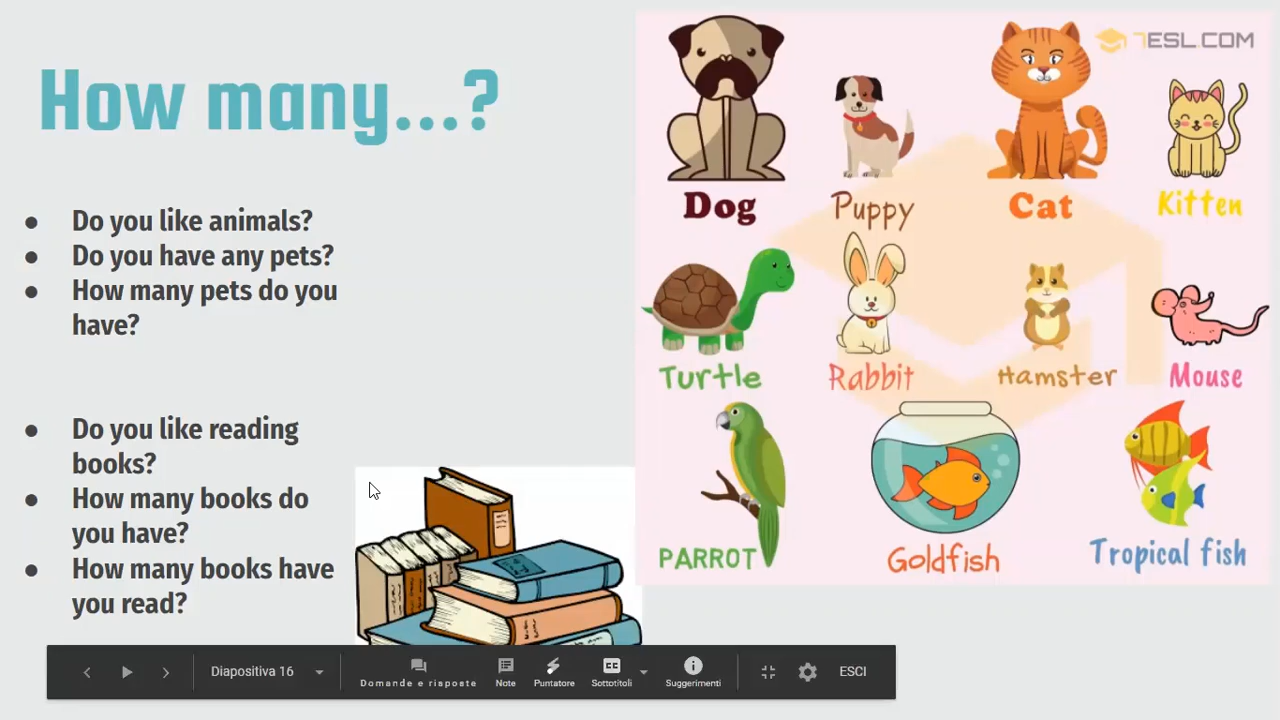 How many...?
Do you like animals?
Do you have any pets?
How many pets do you
have?
Do you like reading
books?
How many books do
you have?
How many books have
you read?
7ESL.COM
Dog
Puppy
Cat
Kitten
Turtle
Rabbit
Hamster
Mouse
PARROT
Goldfish
Tropical fish
Diapositiva 16
Domande e risposte
Note
Puntatore
Sottotitoli
Suggerimenti
ESCI